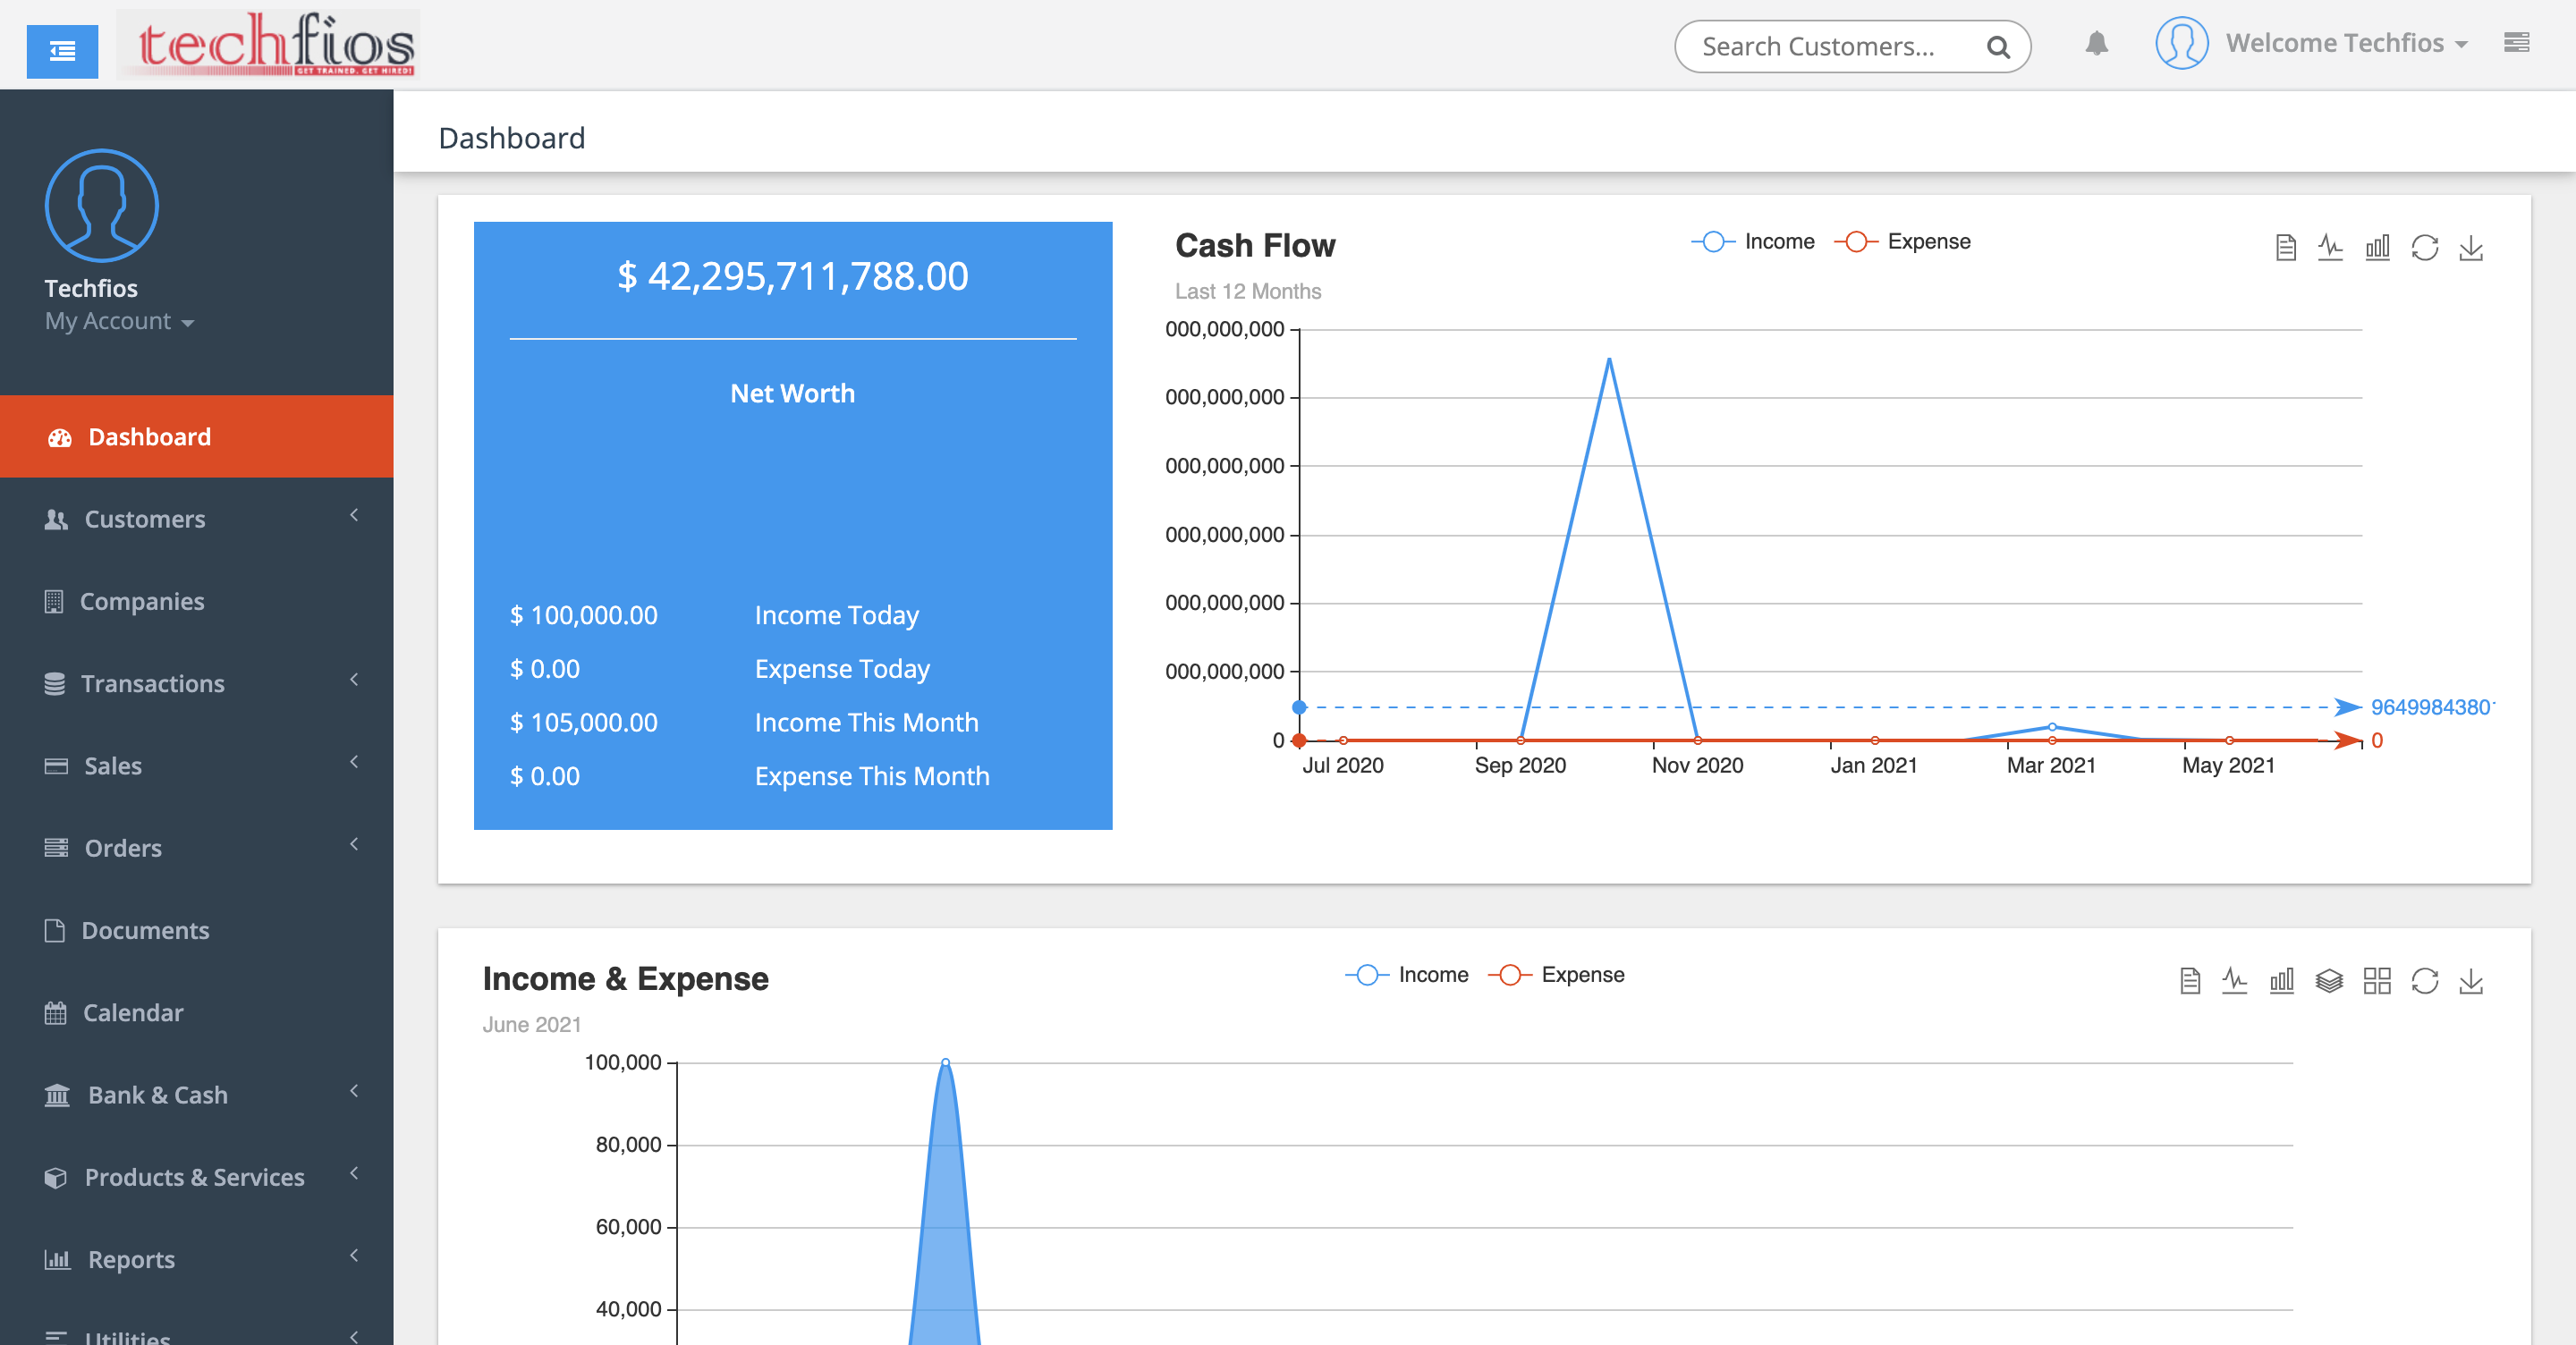 techfios
GET TRAINED. GET HIRED!
Search Customers...
Welcome Techfios
Techfios
My Account
Dashboard
Customers
Companies
Transactions
Sales
Orders
Documents
Calendar
Bank & Cash
Products & Services
Reports
Utilities
Dashboard
$ 42,295,711,788.00
Net Worth
$ 100,000.00 Income Today
$ 0.00 Expense Today
$ 105,000.00 Income This Month
$ 0.00 Expense This Month
Cash Flow
Last 12 Months
Income Expense
000,000,000
000,000,000
000,000,000
000,000,000
000,000,000
000,000,000
9649984380
0
0
Jul 2020 Sep 2020 Nov 2020 Jan 2021 Mar 2021 May 2021
Income & Expense
June 2021
Income Expense
100,000
80,000
60,000
40,000